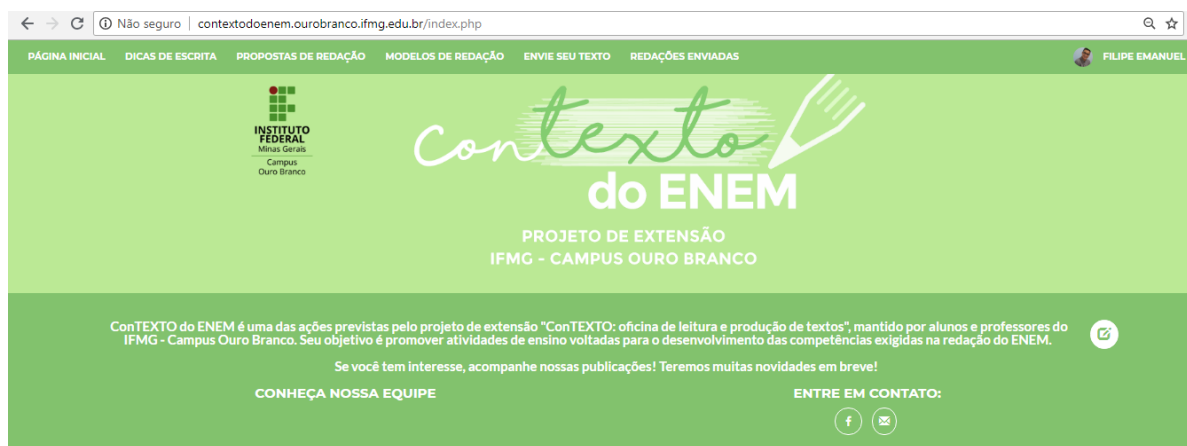 Não seguro | contextodoenem.ourobranco.ifmg.edu.br/index.php
PÁGINA INICIAL DICAS DE ESCRITA PROPOSTAS DE REDAÇÃO MODELOS DE REDAÇÃO ENVIE SEU TEXTO REDAÇÕES ENVIADAS FILIPE EMANUEL
INSTITUTO
FEDERAL
Minas Gerais
Campus
Ouro Branco
Contexto
do ENEM
PROJETO DE EXTENSÃO
IFMG - CAMPUS OURO BRANCO
ConTEXTO do ENEM é uma das ações previstas pelo projeto de extensão "ConTEXTO: oficina de leitura e produção de textos", mantido por alunos e professores do
IFMG - Campus Ouro Branco. Seu objetivo é promover atividades de ensino voltadas para o desenvolvimento das competências exigidas na redação do ENEM.
Se você tem interesse, acompanhe nossas publicações! Teremos muitas novidades em breve!
CONHEÇA NOSSA EQUIPE
ENTRE EM CONTATO: